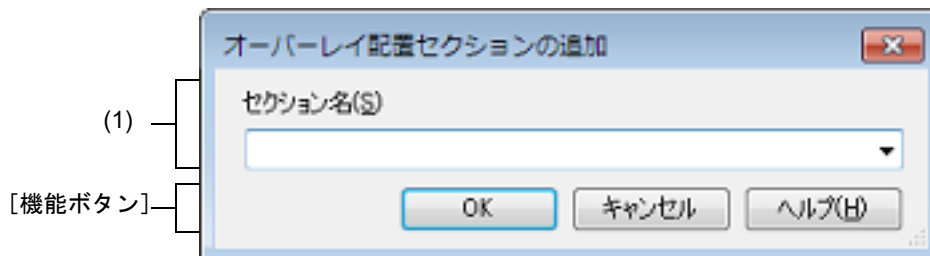 オーバーレイ配置セクションの追加
(1)
セクション名(S)
[機能ボタン]
OK
キャンセル
ヘルプ(H)